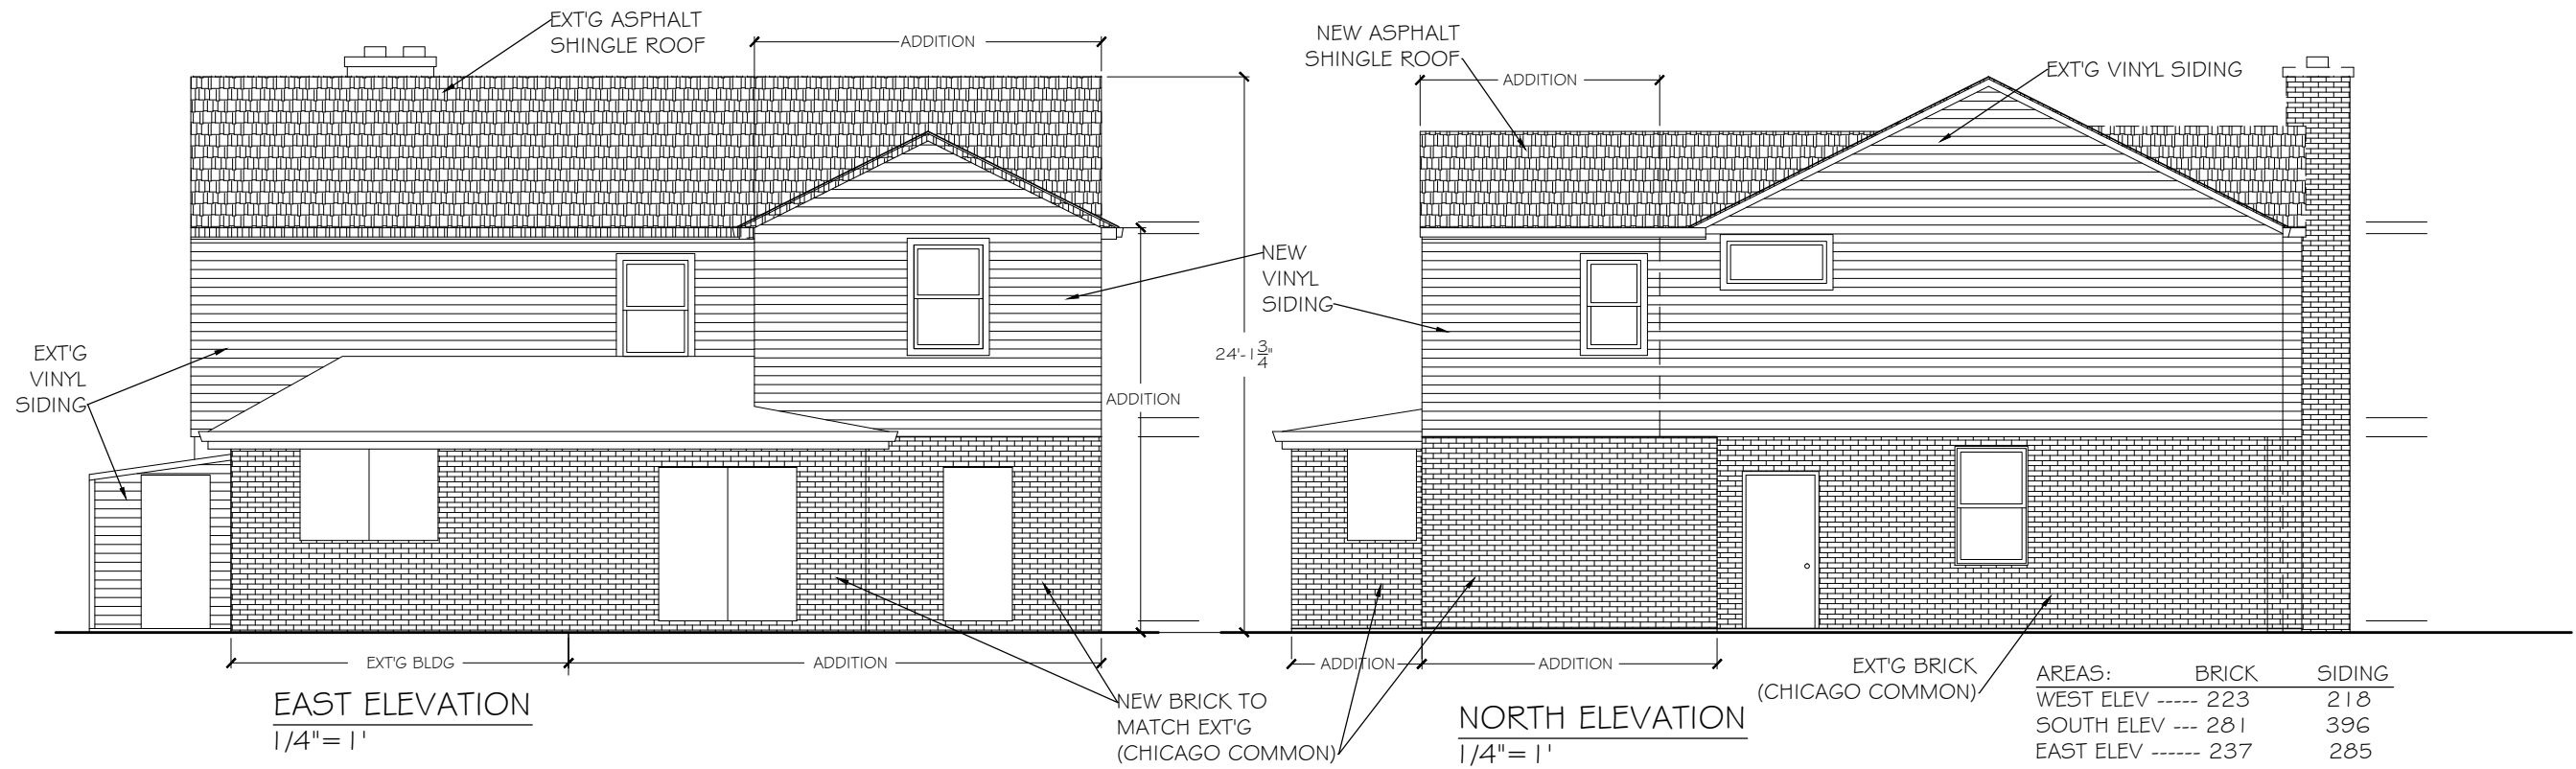 EXT'G ASPHALT
SHINGLE ROOF
ADDITION
NEW ASPHALT
SHINGLE ROOF
ADDITION
EXT'G VINYL SIDING
NEW
VINYL
SIDING
24'-1 3/4"
EXT'G
VINYL
SIDING
ADDITION
EXT'G BLDG
ADDITION
ADDITION
ADDITION
EAST ELEVATION
1/4"= 1'
NEW BRICK TO
MATCH EXT'G
(CHICAGO COMMON)
NORTH ELEVATION
1/4"= 1'
EXT'G BRICK
(CHICAGO COMMON)
AREAS: BRICK SIDING
WEST ELEV ----- 223 218
SOUTH ELEV --- 281 396
EAST ELEV ------ 237 285